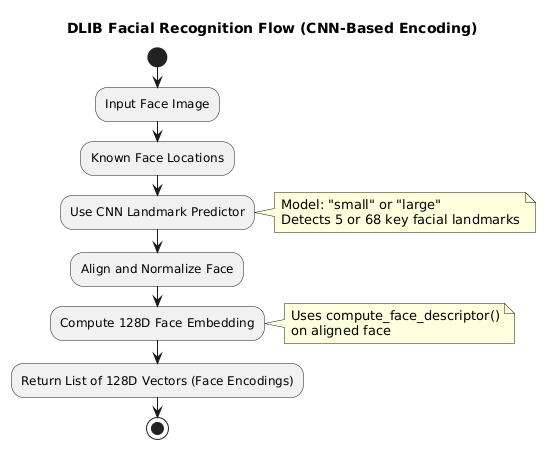 DLIB Facial Recognition Flow (CNN-Based Encoding)
Input Face Image
Known Face Locations
Use CNN Landmark Predictor
Model: "small" or "large"
Detects 5 or 68 key facial landmarks
Align and Normalize Face
Compute 128D Face Embedding
Uses compute_face_descriptor()
on aligned face
Return List of 128D Vectors (Face Encodings)